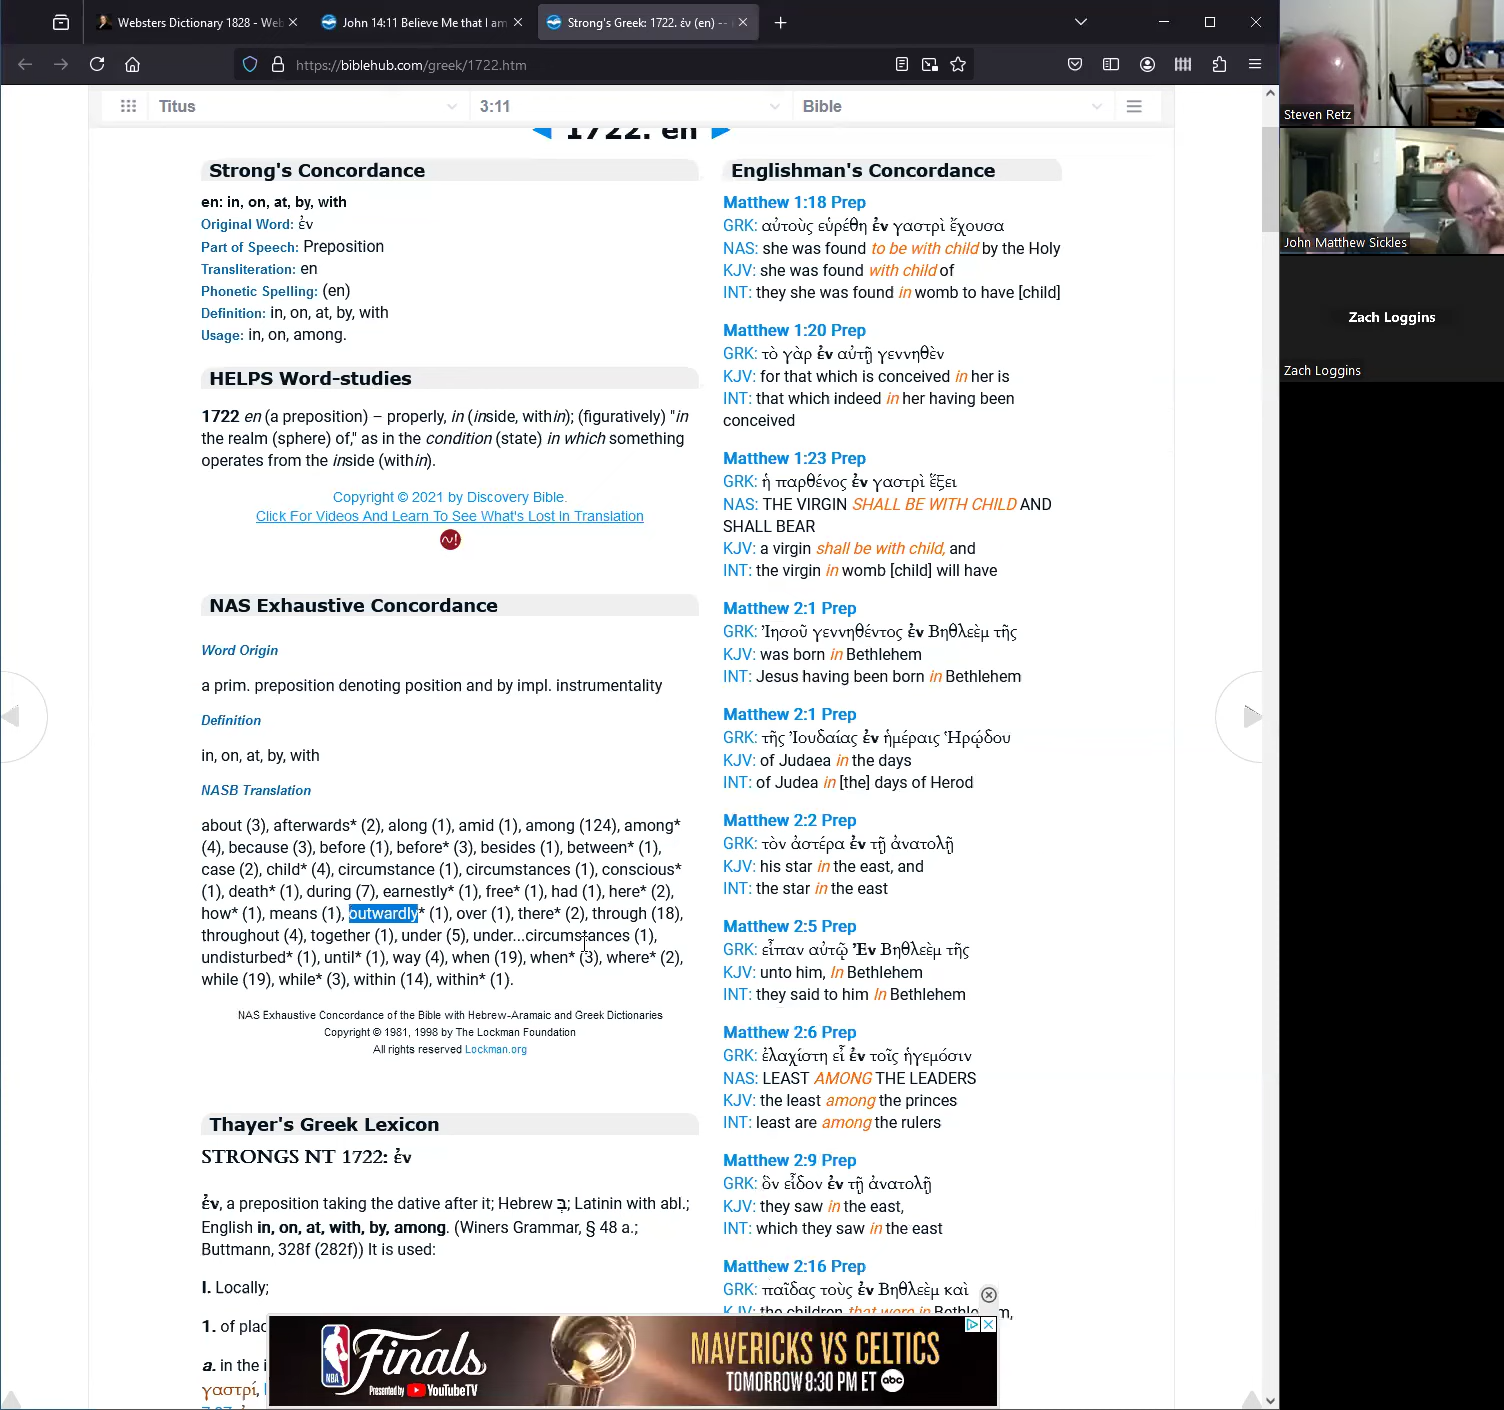 Websters Dictionary 1828 - Web
John 14:11 Believe Me that I am
Strong's Greek: 1722. ἐν (en) --
https://biblehub.com/greek/1722.htm
Titus
3:11
Bible
1722. en
Strong's Concordance
en: in, on, at, by, with
Original Word: ἐν
Part of Speech: Preposition
Transliteration: en
Phonetic Spelling: (en)
Definition: in, on, at, by, with
Usage: in, on, among.
HELPS Word-studies
1722 en (a preposition) – properly, in (inside, within); (figuratively) "in
the realm (sphere) of," as in the condition (state) in which something
operates from the inside (within).
Copyright © 2021 by Discovery Bible.
Click For Videos And Learn To See What's Lost In Translation
NAS Exhaustive Concordance
Word Origin
a prim. preposition denoting position and by impl. instrumentality
Definition
in, on, at, by, with
NASB Translation
about (3), afterwards* (2), along (1), amid (1), among (124), among*
(4), because (3), before (1), before* (3), besides (1), between* (1),
case (2), child* (4), circumstance (1), circumstances (1), conscious*
(1), death* (1), during (7), earnestly* (1), free* (1), had (1), here* (2),
how* (1), means (1), outwardly* (1), over (1), there* (2), through (18),
throughout (4), together (1), under (5), under...circumstances (1),
undisturbed* (1), until* (1), way (4), when (19), when* (3), where* (2),
while (19), while* (3), within (14), within* (1).
NAS Exhaustive Concordance of the Bible with Hebrew-Aramaic and Greek Dictionaries
Copyright © 1981, 1998 by The Lockman Foundation
All rights reserved Lockman.org
Thayer's Greek Lexicon
STRONGS NT 1722: ἐν
ἐν, a preposition taking the dative after it; Hebrew בְּ; Latinin with abl.;
English in, on, at, with, by, among. (Winers Grammar, § 48 a.;
Buttmann, 328f (282f)) It is used:
I. Locally;
1. of plac
a. in the i
γαστρί,
Englishman's Concordance
Matthew 1:18 Prep
GRK: αὐτοὺς εὑρέθη ἐν γαστρὶ ἔχουσα
NAS: she was found to be with child by the Holy
KJV: she was found with child of
INT: they she was found in womb to have [child]
Matthew 1:20 Prep
GRK: τὸ γὰρ ἐν αὐτῇ γεννηθὲν
KJV: for that which is conceived in her is
INT: that which indeed in her having been
conceived
Matthew 1:23 Prep
GRK: ἡ παρθένος ἐν γαστρὶ ἕξει
NAS: THE VIRGIN SHALL BE WITH CHILD AND
SHALL BEAR
KJV: a virgin shall be with child, and
INT: the virgin in womb [child] will have
Matthew 2:1 Prep
GRK: Ἰησοῦ γεννηθέντος ἐν Βηθλεὲμ τῆς
KJV: was born in Bethlehem
INT: Jesus having been born in Bethlehem
Matthew 2:1 Prep
GRK: τῆς Ἰουδαίας ἐν ἡμέραις Ἡρῴδου
KJV: of Judaea in the days
INT: of Judea in [the] days of Herod
Matthew 2:2 Prep
GRK: τὸν ἀστέρα ἐν τῇ ἀνατολῇ
KJV: his star in the east, and
INT: the star in the east
Matthew 2:5 Prep
GRK: εἶπαν αὐτῷ Ἐν Βηθλεὲμ τῆς
KJV: unto him, In Bethlehem
INT: they said to him In Bethlehem
Matthew 2:6 Prep
GRK: ἐλαχίστη εἶ ἐν τοῖς ἡγεμόσιν
NAS: LEAST AMONG THE LEADERS
KJV: the least among the princes
INT: least are among the rulers
Matthew 2:9 Prep
GRK: ὃν εἶδον ἐν τῇ ἀνατολῇ
KJV: they saw in the east,
INT: which they saw in the east
Matthew 2:16 Prep
GRK: παῖδας τοὺς ἐν Βηθλεὲμ καὶ
KJV: the children that were in Bethlehem,
NBA
Finals
Presented by YouTubeTV
MAVERICKS VS CELTICS
TOMORROW 8:30 PM ET abc
Steven Retz
John Matthew Sickles
Zach Loggins
Zach Loggins